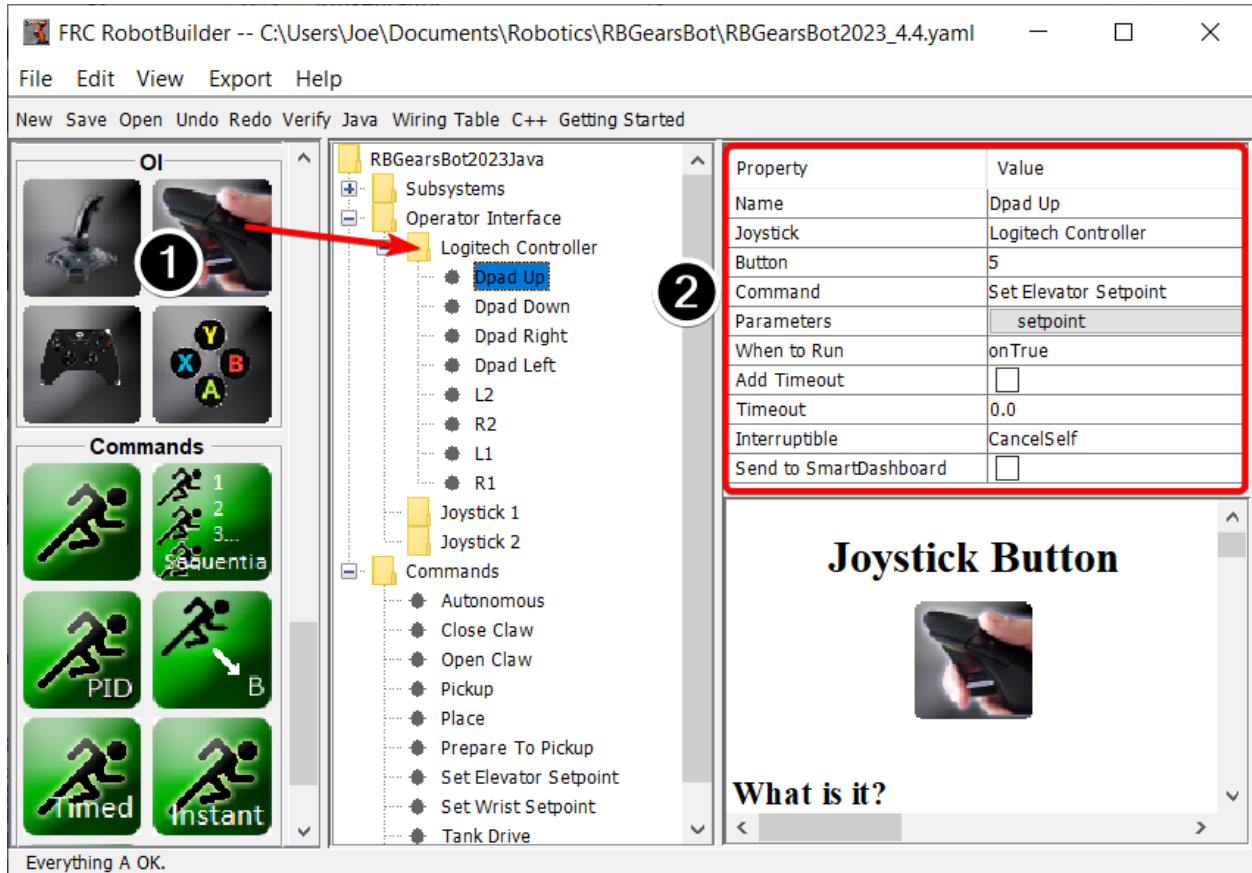 FRC RobotBuilder -- C:\Users\Joe\Documents\Robotics\RBGearsBot\RBGearsBot2023_4.4.yaml
File Edit View Export Help
New Save Open Undo Redo Verify Java Wiring Table C++ Getting Started
OI
1
Y
X B
A
Commands
1
2
3...
Sequentia
PID
B
Timed
Instant
RBGearsBot2023Java
Subsystems
Operator Interface
Logitech Controller
Dpad Up
Dpad Down
Dpad Right
Dpad Left
L2
R2
L1
R1
Joystick 1
Joystick 2
Commands
Autonomous
Close Claw
Open Claw
Pickup
Place
Prepare To Pickup
Set Elevator Setpoint
Set Wrist Setpoint
Tank Drive
2
Property Value
Name Dpad Up
Joystick Logitech Controller
Button 5
Command Set Elevator Setpoint
Parameters setpoint
When to Run onTrue
Add Timeout
Timeout 0.0
Interruptible CancelSelf
Send to SmartDashboard
Joystick Button
What is it?
Everything A OK.